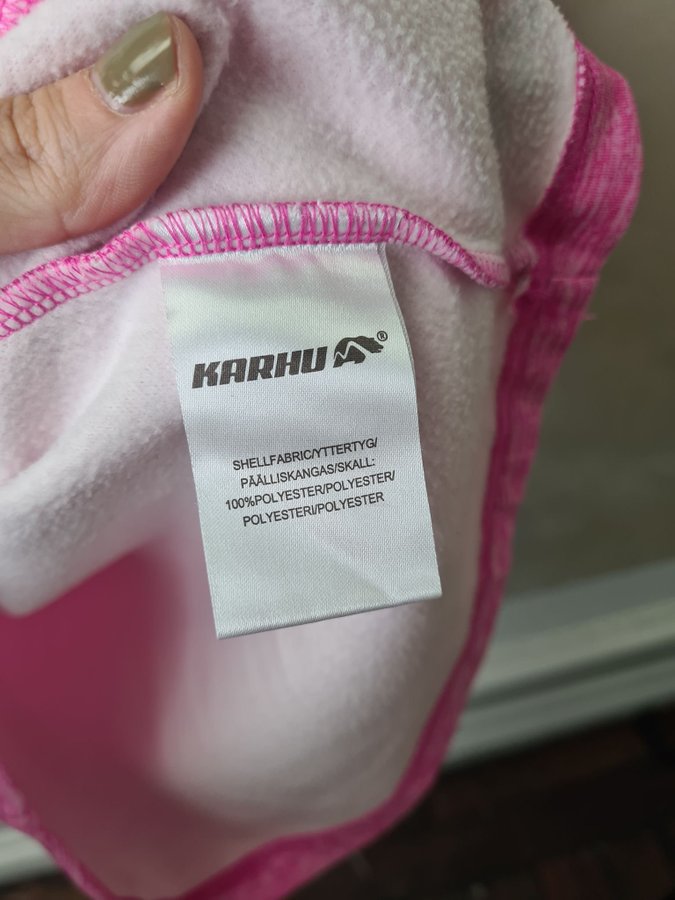 KARHU ®
SHELLFABRIC/YTTERTYG/
PÄÄLLISKANGAS/SKALL:
100%POLYESTER/POLYESTER/
POLYESTERI/POLYESTER